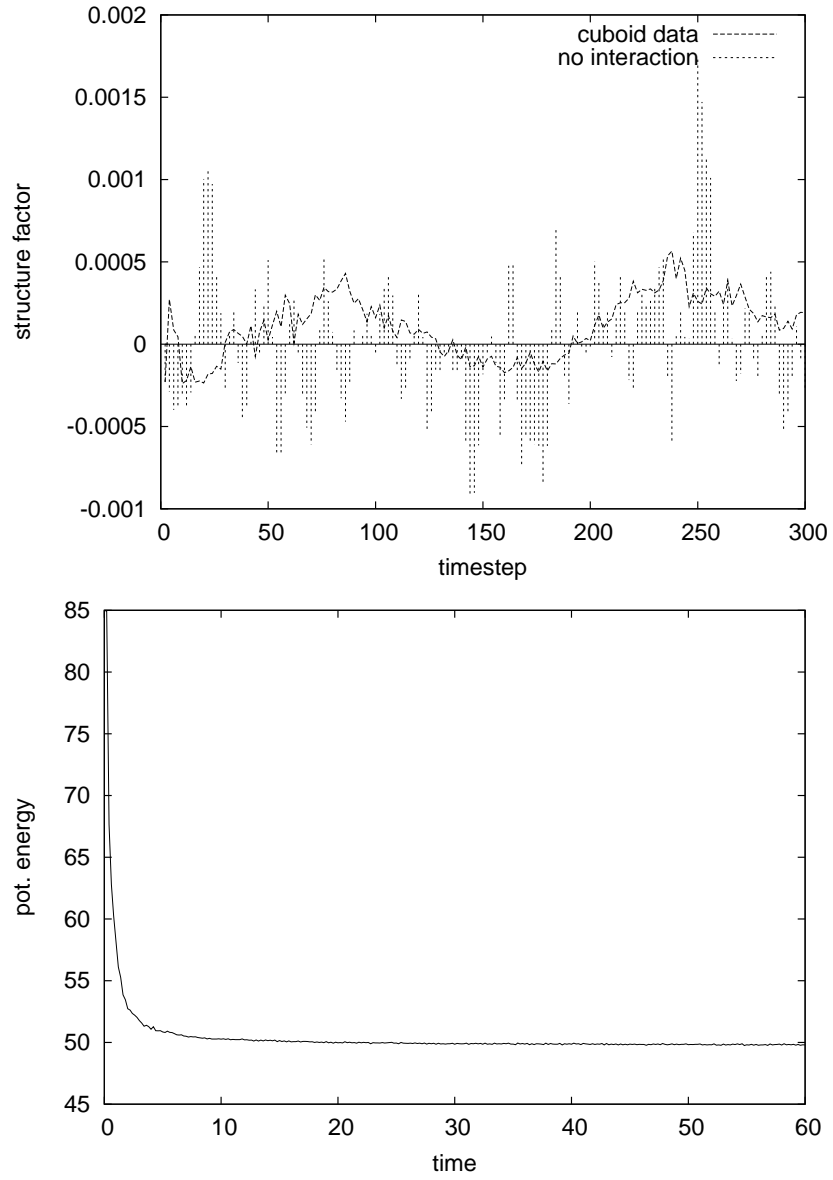 0.002
0.0015
0.001
0.0005
0
-0.0005
-0.001
structure factor
cuboid data
no interaction
0 50 100 150 200 250 300
timestep
85
80
75
70
65
60
55
50
45
pot. energy
0 10 20 30 40 50 60
time